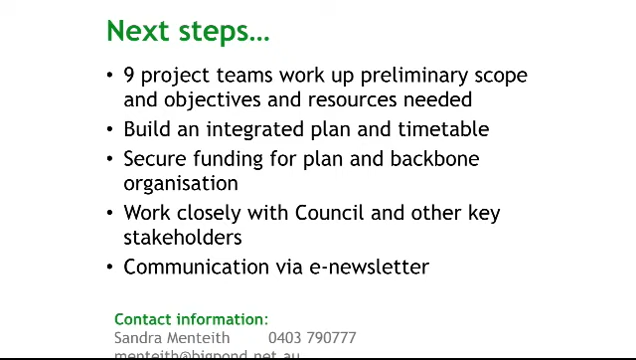 Next steps…
• 9 project teams work up preliminary scope
and objectives and resources needed
• Build an integrated plan and timetable
• Secure funding for plan and backbone
organisation
• Work closely with Council and other key
stakeholders
• Communication via e-newsletter
Contact information:
Sandra Menteith 0403 790777
menteith@bigpond.net.au